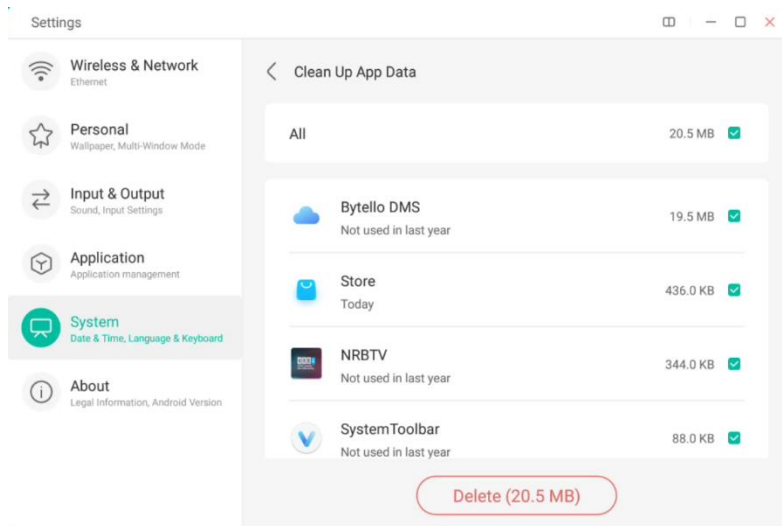 Settings
Wireless & Network
Ethernet
Personal
Wallpaper, Multi-Window Mode
Input & Output
Sound, Input Settings
Application
Application management
System
Date & Time, Language & Keyboard
About
Legal Information, Android Version
Clean Up App Data
All 20.5 MB
Bytello DMS
Not used in last year
19.5 MB
Store
Today
436.0 KB
NRBTV
Not used in last year
344.0 KB
SystemToolbar
Not used in last year
88.0 KB
Delete (20.5 MB)